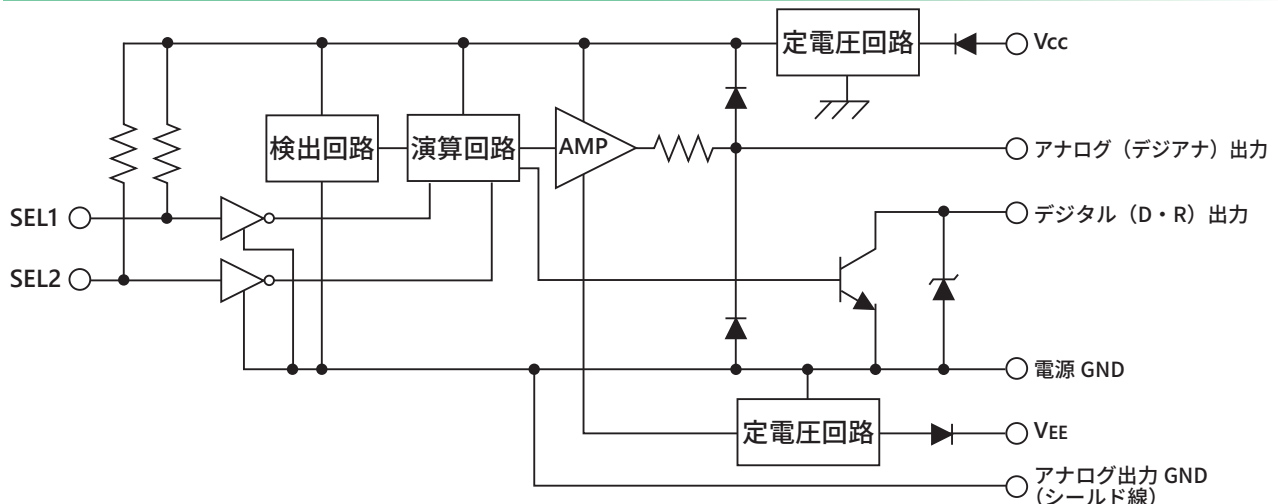 定電圧回路
Vcc
検出回路
演算回路
AMP
アナログ（デジアナ）出力
SEL1
デジタル（D・R）出力
SEL2
電源 GND
定電圧回路
VEE
アナログ出力 GND
（シールド線）